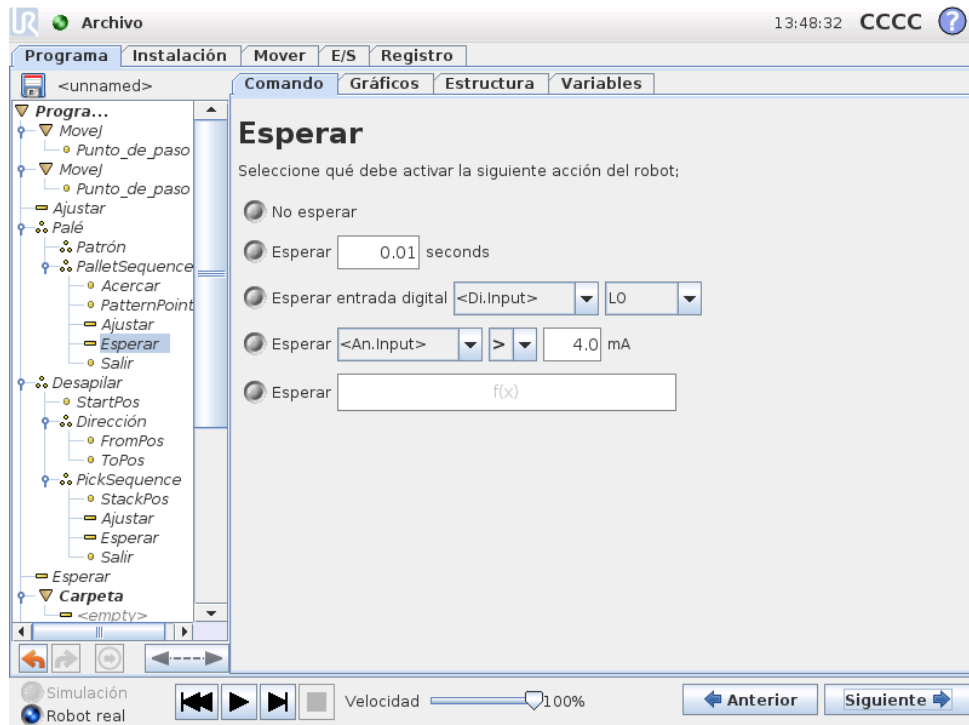 UR Archivo 13:48:32 CCCC ?
Programa Instalación Mover E/S Registro
<unnamed>
Comando Gráficos Estructura Variables
Progra...
MoveJ
Punto_de_paso
MoveJ
Punto_de_paso
Ajustar
Palé
Patrón
PalletSequence
Acercar
PatternPoint
Ajustar
Esperar
Salir
Desapilar
StartPos
Dirección
FromPos
ToPos
PickSequence
StackPos
Ajustar
Esperar
Salir
Esperar
Carpeta
<empty>
Esperar
Seleccione qué debe activar la siguiente acción del robot;
No esperar
Esperar 0.01 seconds
Esperar entrada digital <Di.Input> LO
Esperar <An.Input> > 4.0 mA
Esperar f(x)
Simulación
Robot real
Velocidad 100%
Anterior Siguiente